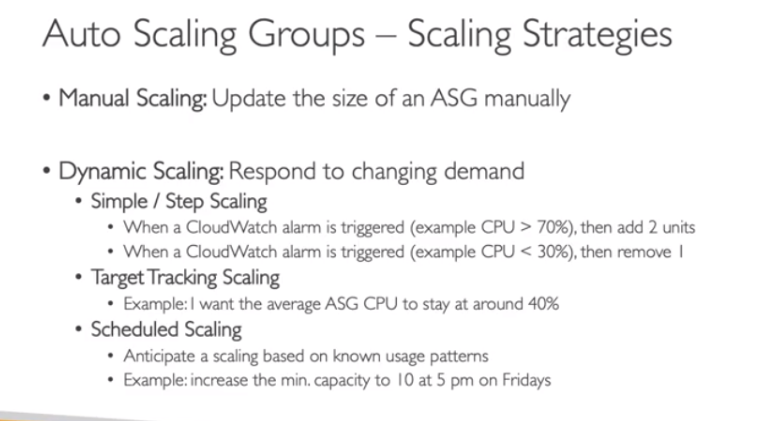 Auto Scaling Groups – Scaling Strategies
• Manual Scaling: Update the size of an ASG manually
• Dynamic Scaling: Respond to changing demand
• Simple / Step Scaling
• When a CloudWatch alarm is triggered (example CPU > 70%), then add 2 units
• When a CloudWatch alarm is triggered (example CPU < 30%), then remove 1
• Target Tracking Scaling
• Example: I want the average ASG CPU to stay at around 40%
• Scheduled Scaling
• Anticipate a scaling based on known usage patterns
• Example: increase the min. capacity to 10 at 5 pm on Fridays